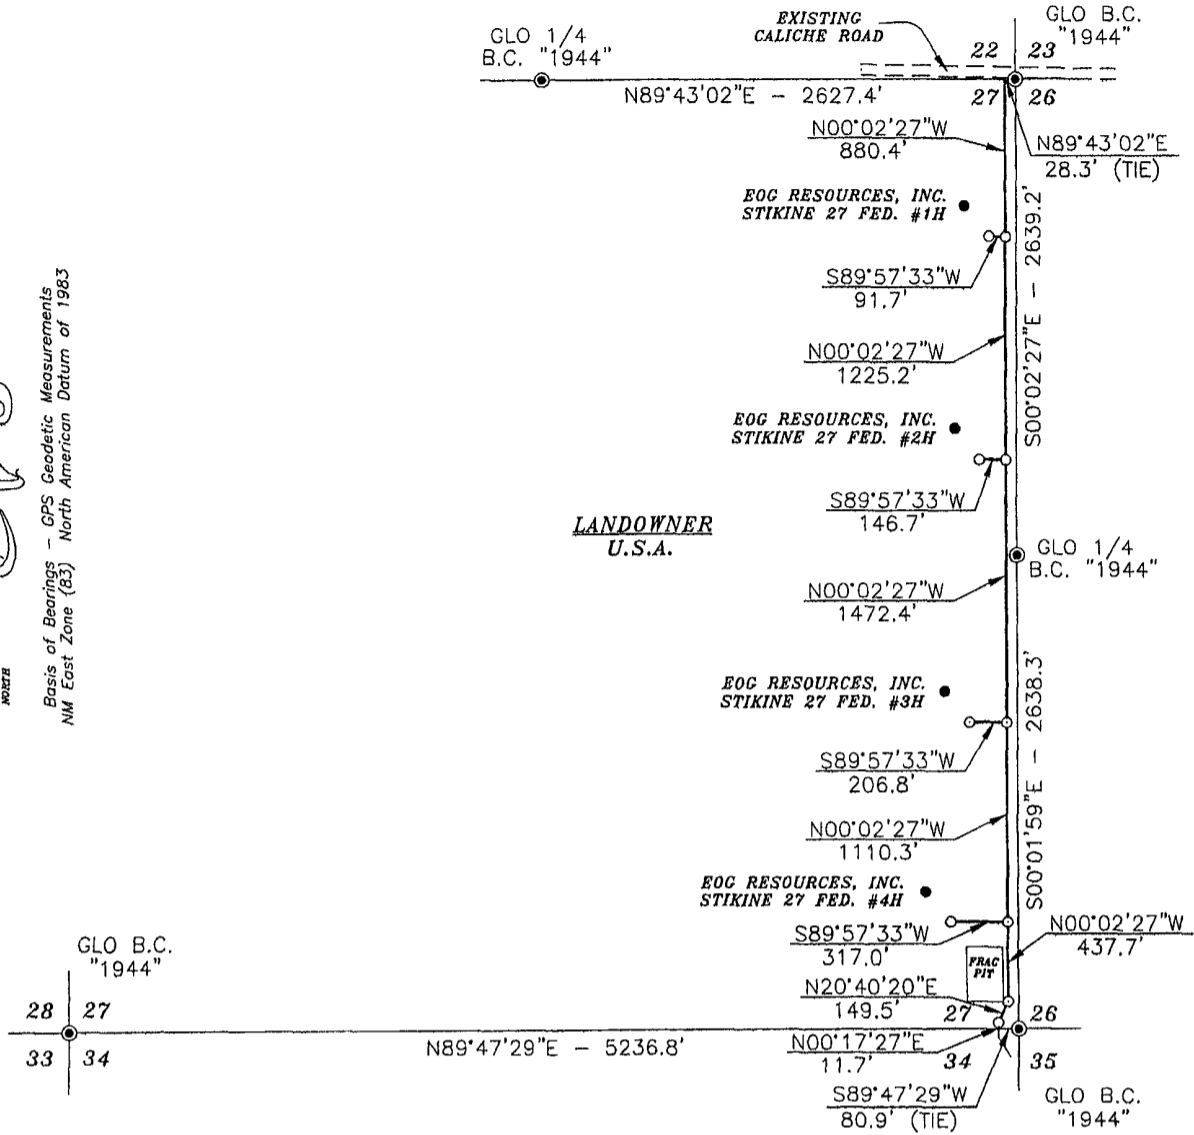 EXISTING
CALICHE ROAD
GLO B.C.
"1944"
GLO 1/4
B.C. "1944"
22 23
27 26
N89°43'02"E - 2627.4'
N00°02'27"W
880.4'
N89°43'02"E
28.3' (TIE)
EOG RESOURCES, INC.
STIKINE 27 FED. #1H
S89°57'33"W
91.7'
S00°02'27"E - 2639.2'
N00°02'27"W
1225.2'
EOG RESOURCES, INC.
STIKINE 27 FED. #2H
S89°57'33"W
146.7'
LANDOWNER
U.S.A.
GLO 1/4
B.C. "1944"
N00°02'27"W
1472.4'
EOG RESOURCES, INC.
STIKINE 27 FED. #3H
S89°57'33"W
206.8'
S00°01'59"E - 2638.3'
N00°02'27"W
1110.3'
EOG RESOURCES, INC.
STIKINE 27 FED. #4H
S89°57'33"W
317.0'
N00°02'27"W
437.7'
FRAC
PIT
N20°40'20"E
149.5'
27 26
34 35
N00°17'27"E
11.7'
S89°47'29"W
80.9' (TIE)
GLO B.C.
"1944"
GLO B.C.
"1944"
28 27
33 34
N89°47'29"E - 5236.8'
Basis of Bearings - GPS Geodetic Measurements
NM East Zone (83) North American Datum of 1983
NORTH